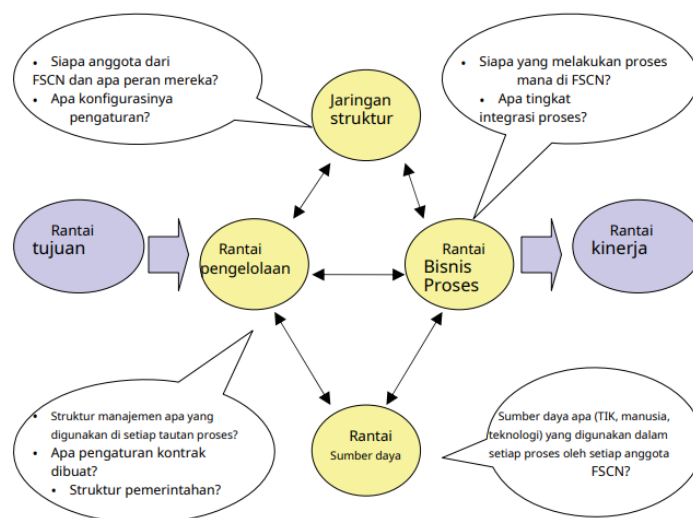 • Siapa anggota dari
FSCN dan apa peran mereka?
• Apa konfigurasinya
pengaturan?
• Siapa yang melakukan proses
mana di FSCN?
• Apa tingkat
integrasi proses?
Jaringan
struktur
Rantai
tujuan
Rantai
pengelolaan
Rantai
Bisnis
Proses
Rantai
kinerja
• Struktur manajemen apa yang
digunakan di setiap tautan proses?
• Apa pengaturan kontrak
dibuat?
• Struktur pemerintahan?
Rantai
Sumber daya
Sumber daya apa (TIK, manusia,
teknologi) yang digunakan dalam
setiap proses oleh setiap anggota
FSCN?